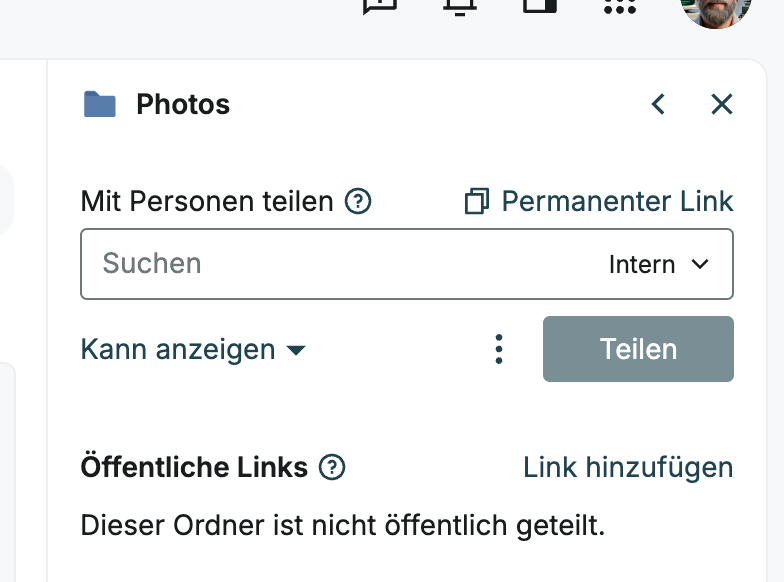 Photos
Mit Personen teilen
Permanenter Link
Suchen
Intern
Kann anzeigen
Teilen
Öffentliche Links
Link hinzufügen
Dieser Ordner ist nicht öffentlich geteilt.